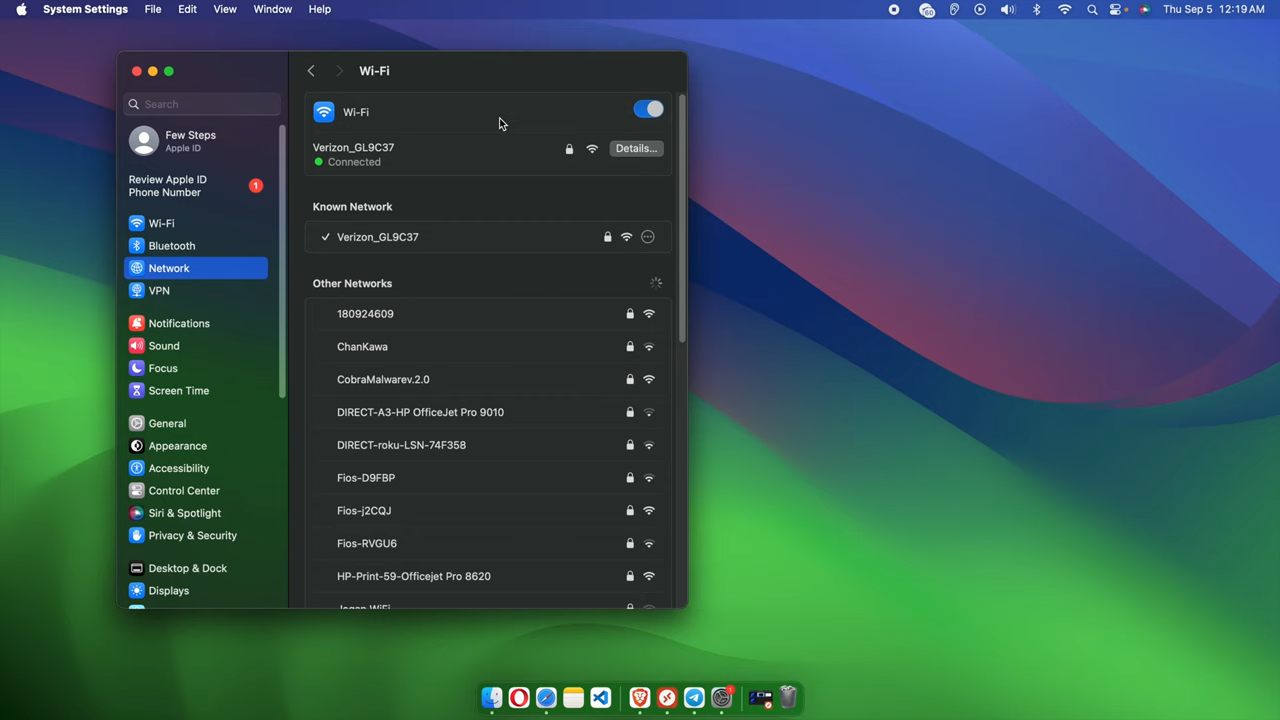 System Settings File Edit View Window Help
60
Thu Sep 5 12:19 AM
Search
Few Steps
Apple ID
Review Apple ID
Phone Number
1
Wi-Fi
Bluetooth
Network
VPN
Notifications
Sound
Focus
Screen Time
General
Appearance
Accessibility
Control Center
Siri & Spotlight
Privacy & Security
Desktop & Dock
Displays
Wi-Fi
Wi-Fi
Verizon_GL9C37
Details...
Connected
Known Network
Verizon_GL9C37
Other Networks
180924609
ChanKawa
CobraMalwarev.2.0
DIRECT-A3-HP OfficeJet Pro 9010
DIRECT-roku-LSN-74F358
Fios-D9FBP
Fios-j2CQJ
Fios-RVGU6
HP-Print-59-Officejet Pro 8620
1